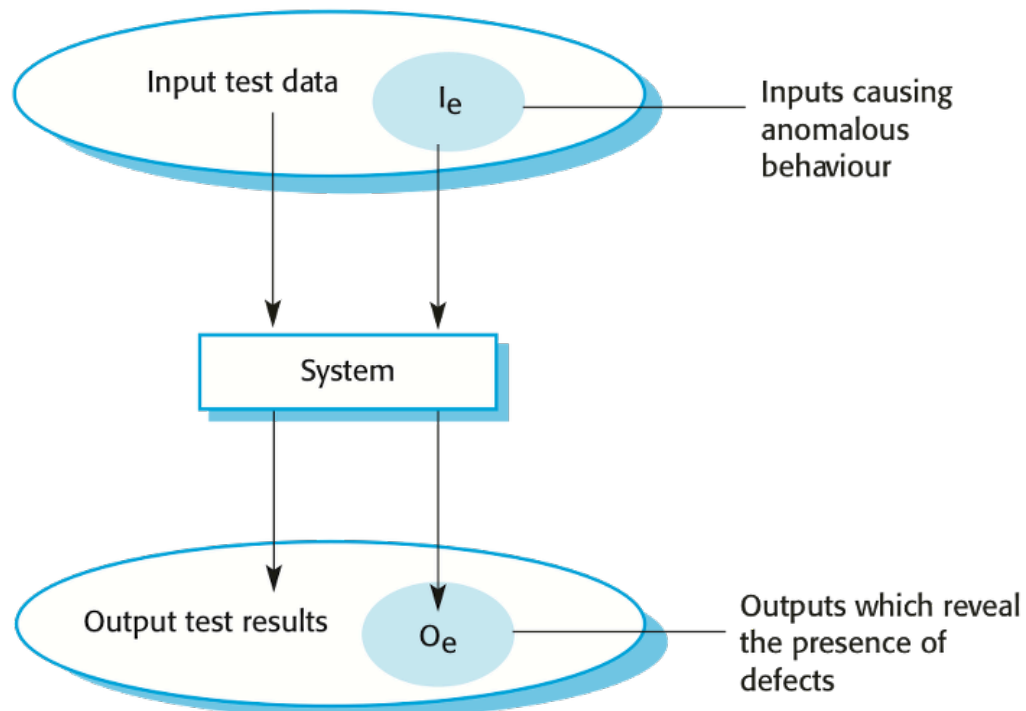 Input test data
Ie
Inputs causing
anomalous
behaviour
System
Output test results
Oe
Outputs which reveal
the presence of
defects